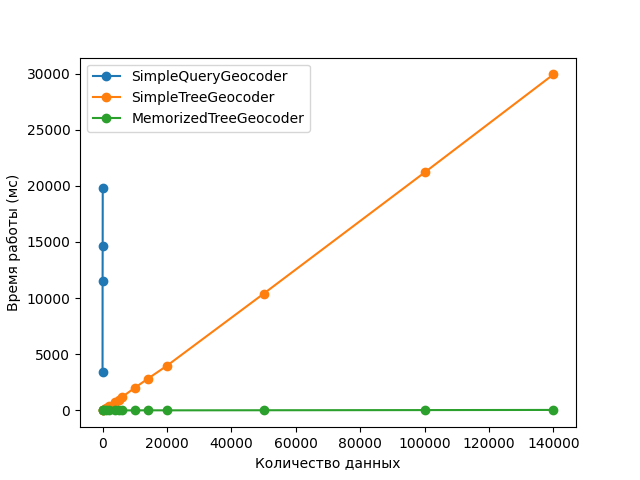 SimpleQueryGeocoder
SimpleTreeGeocoder
MemorizedTreeGeocoder
30000
25000
20000
15000
10000
5000
0
Время работы (мс)
0 20000 40000 60000 80000 100000 120000 140000
Количество данных